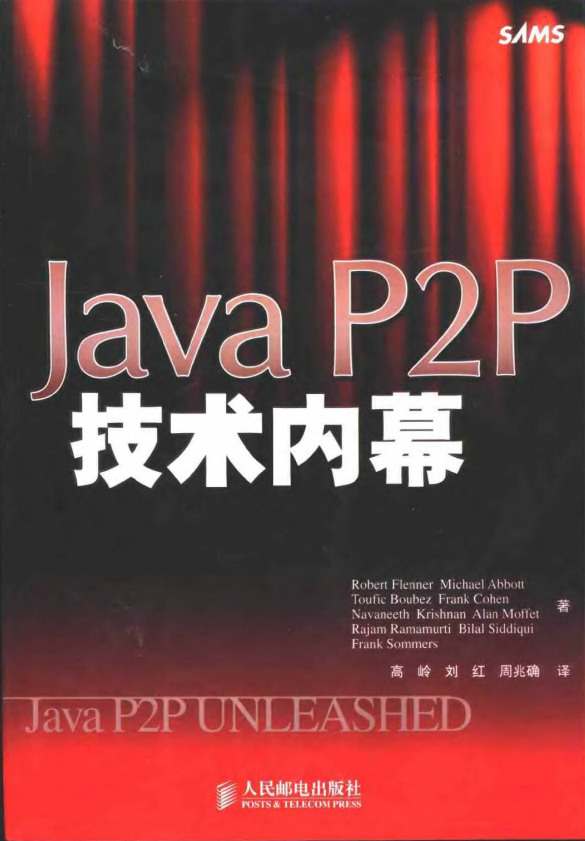 SAMS
Java P2P
技术内幕
Robert Flenner Michael Abbott
Toufic Boubez Frank Cohen
Navaneeth Krishnan Alan Moffet
Rajam Ramamurti Bilal Siddiqui
Frank Sommers
著
高 岭 刘 红 周兆确 译
Java P2P UNLEASHED
人民邮电出版社
POSTS & TELECOM PRESS